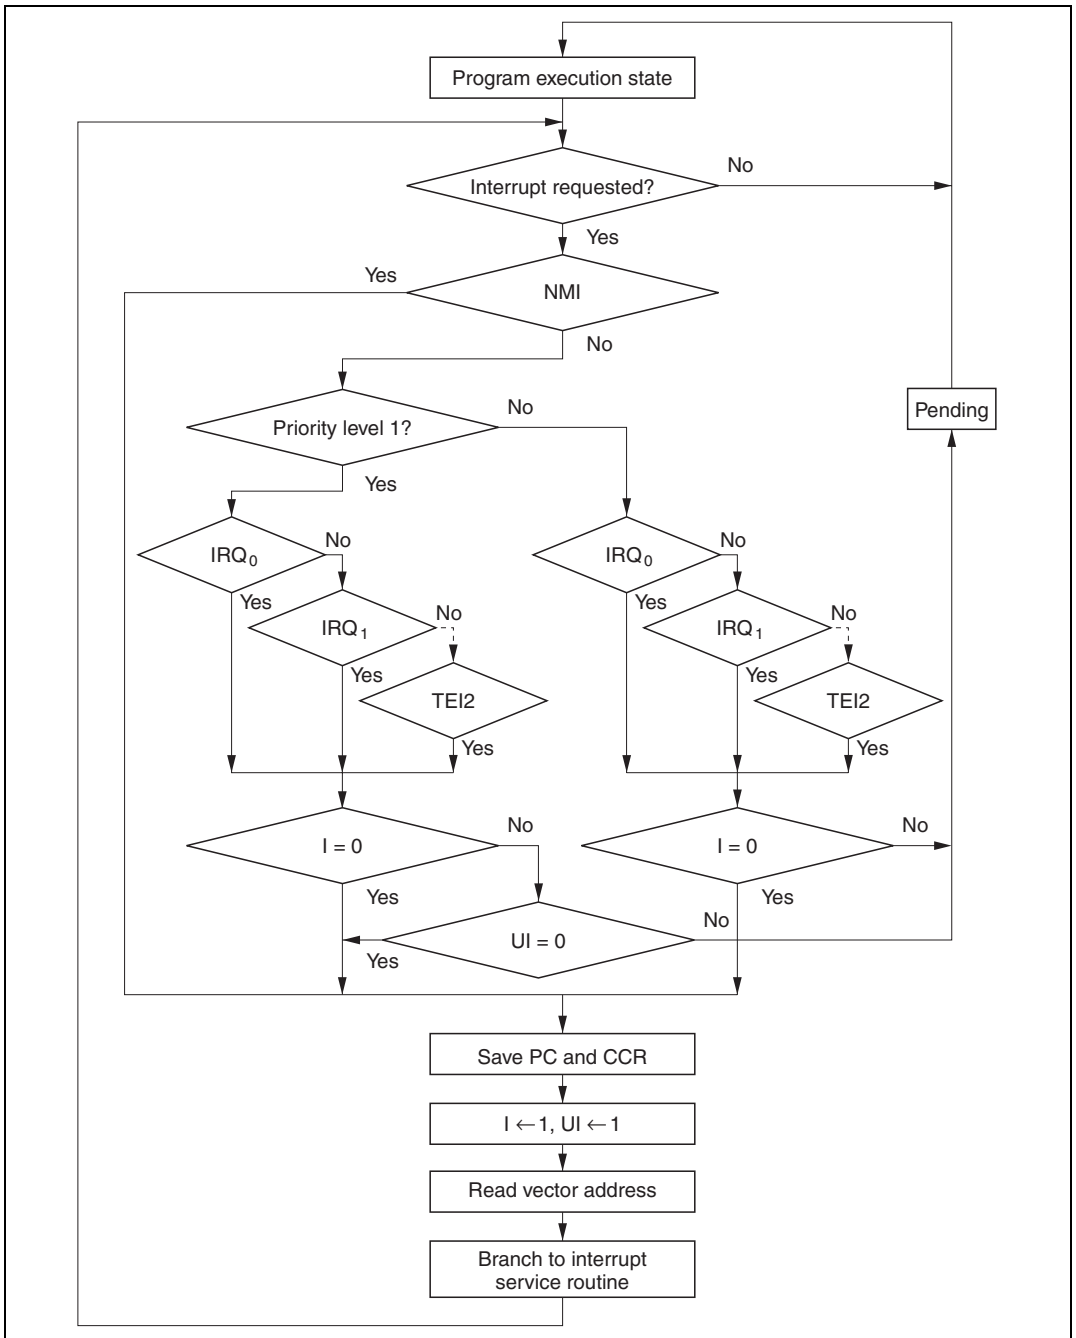 Program execution state
Interrupt requested?
No
Yes
NMI
Yes
No
Pending
Priority level 1?
No
Yes
IRQ0
No
Yes
IRQ1
No
Yes
TEI2
Yes
IRQ0
No
Yes
IRQ1
No
Yes
TEI2
Yes
I = 0
No
Yes
I = 0
No
Yes
UI = 0
No
Yes
Save PC and CCR
I ← 1, UI ← 1
Read vector address
Branch to interrupt
service routine